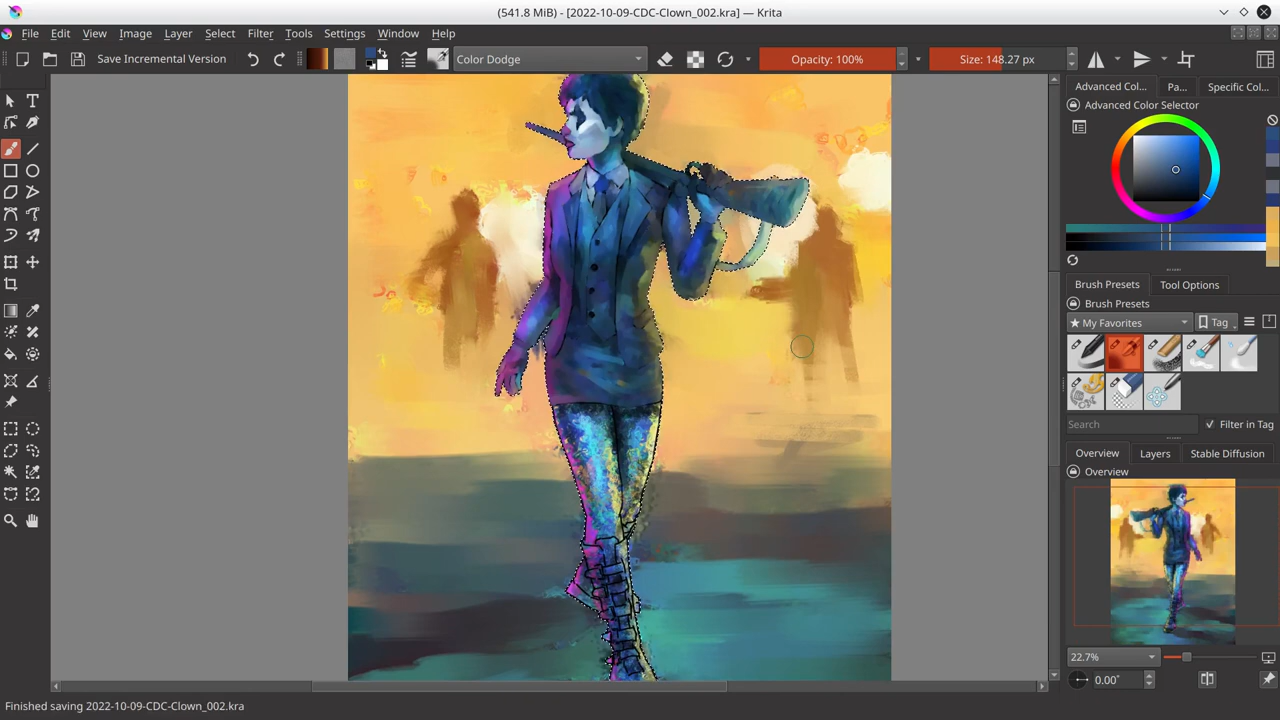 (541.8 MiB) - [2022-10-09-CDC-Clown_002.kra] — Krita
File Edit View Image Layer Select Filter Tools Settings Window Help
Save Incremental Version Color Dodge Opacity: 100% Size: 148.27 px
Advanced Col... Pa... Specific Col...
Advanced Color Selector
Brush Presets Tool Options
Brush Presets
★ My Favorites Tag
Search Filter in Tag
Overview Layers Stable Diffusion
Overview
22.7%
0.00°
Finished saving 2022-10-09-CDC-Clown_002.kra